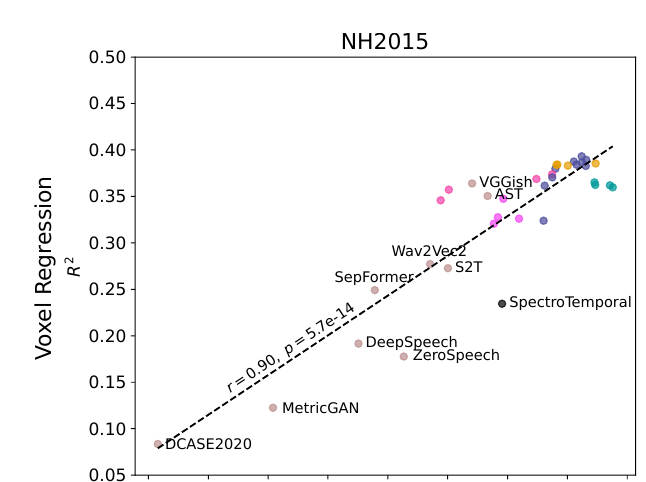 NH2015
0.50
0.45
0.40
0.35
0.30
0.25
0.20
0.15
0.10
0.05
Voxel Regression
R²
VGGish
AST
Wav2Vec2
S2T
SepFormer
SpectroTemporal
r = 0.90, p = 5.7e-14
DeepSpeech
ZeroSpeech
MetricGAN
DCASE2020